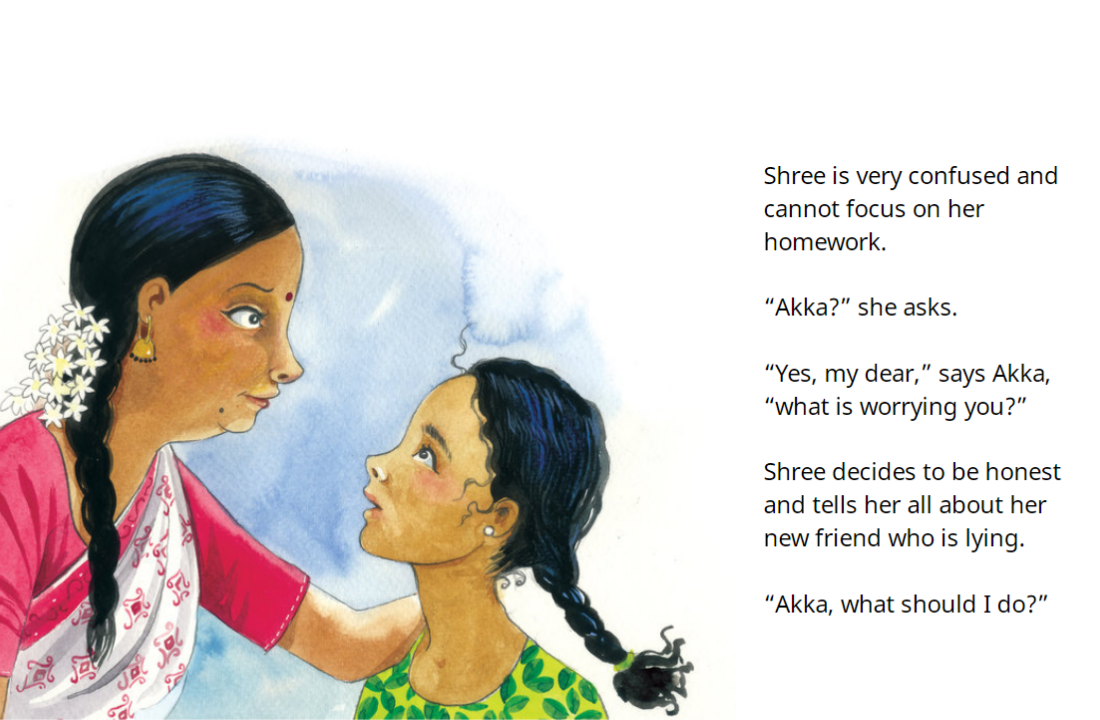 Shree is very confused and
cannot focus on her
homework.
“Akka?” she asks.
“Yes, my dear,” says Akka,
“what is worrying you?”
Shree decides to be honest
and tells her all about her
new friend who is lying.
“Akka, what should I do?”